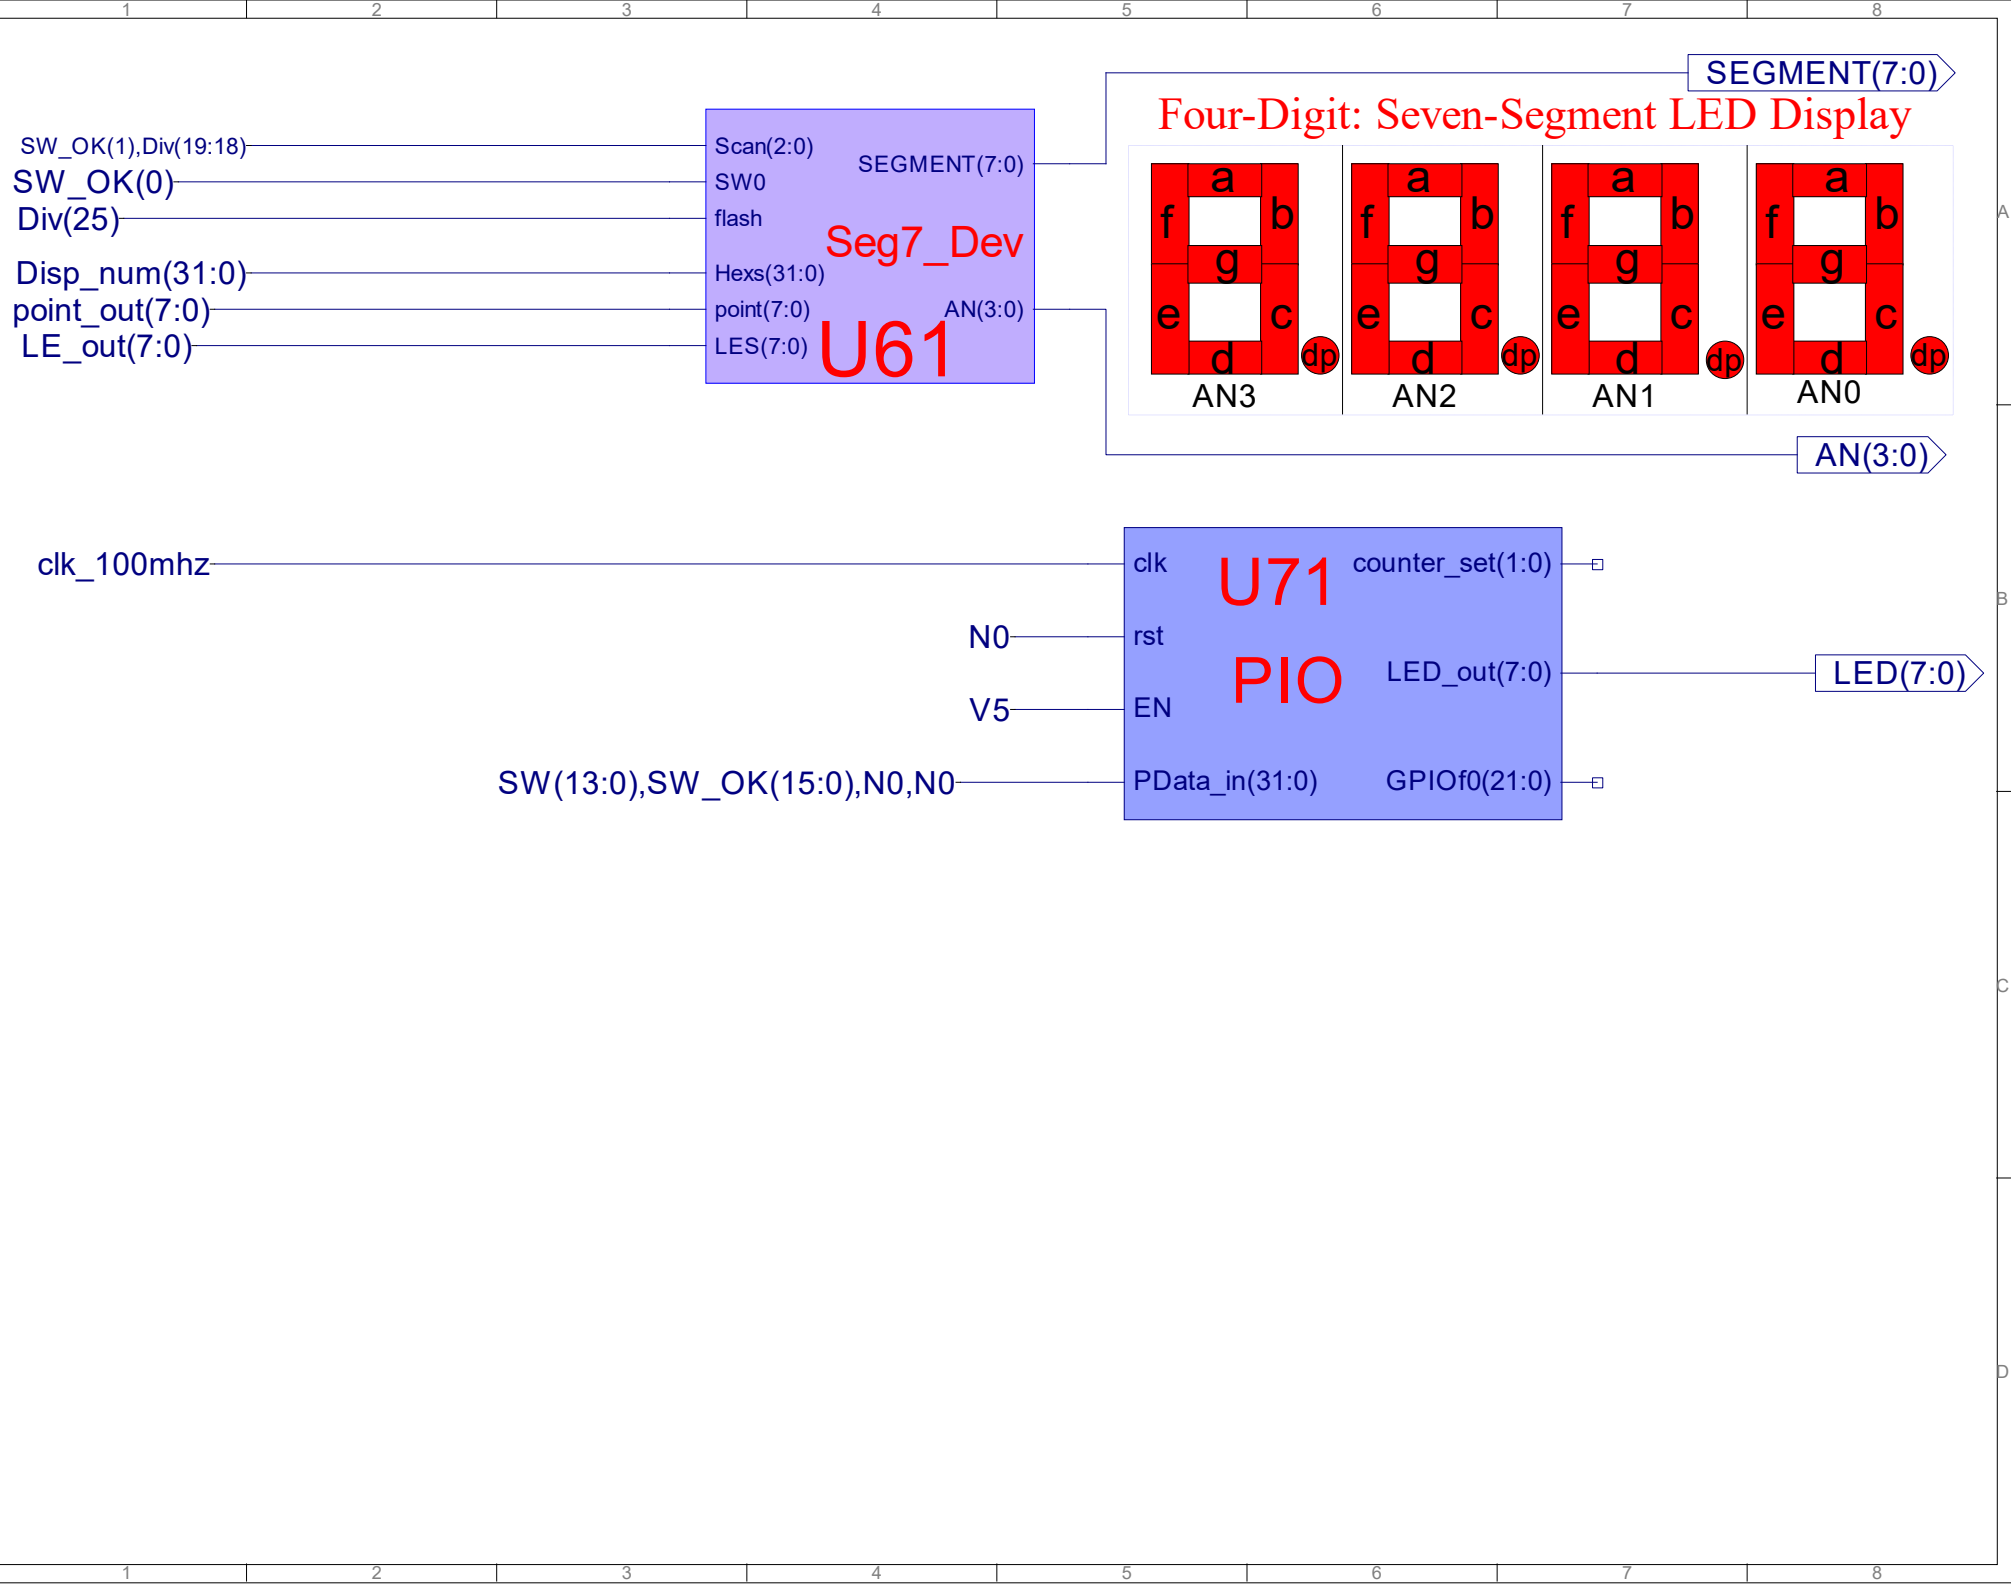 1 2 3 4 5 6 7 8
SEGMENT(7:0)
Four-Digit: Seven-Segment LED Display
SW_OK(1),Div(19:18)
SW_OK(0)
Div(25)
Disp_num(31:0)
point_out(7:0)
LE_out(7:0)
Scan(2:0)
SW0
flash
Hexs(31:0)
point(7:0)
LES(7:0)
SEGMENT(7:0)
Seg7_Dev
AN(3:0)
U61
a b c d e f g dp
AN3
a b c d e f g dp
AN2
a b c d e f g dp
AN1
a b c d e f g dp
AN0
A
AN(3:0)
clk_100mhz
N0
V5
SW(13:0),SW_OK(15:0),N0,N0
clk
rst
EN
PData_in(31:0)
U71
PIO
counter_set(1:0)
LED_out(7:0)
GPIOf0(21:0)
LED(7:0)
B
C
D
1 2 3 4 5 6 7 8